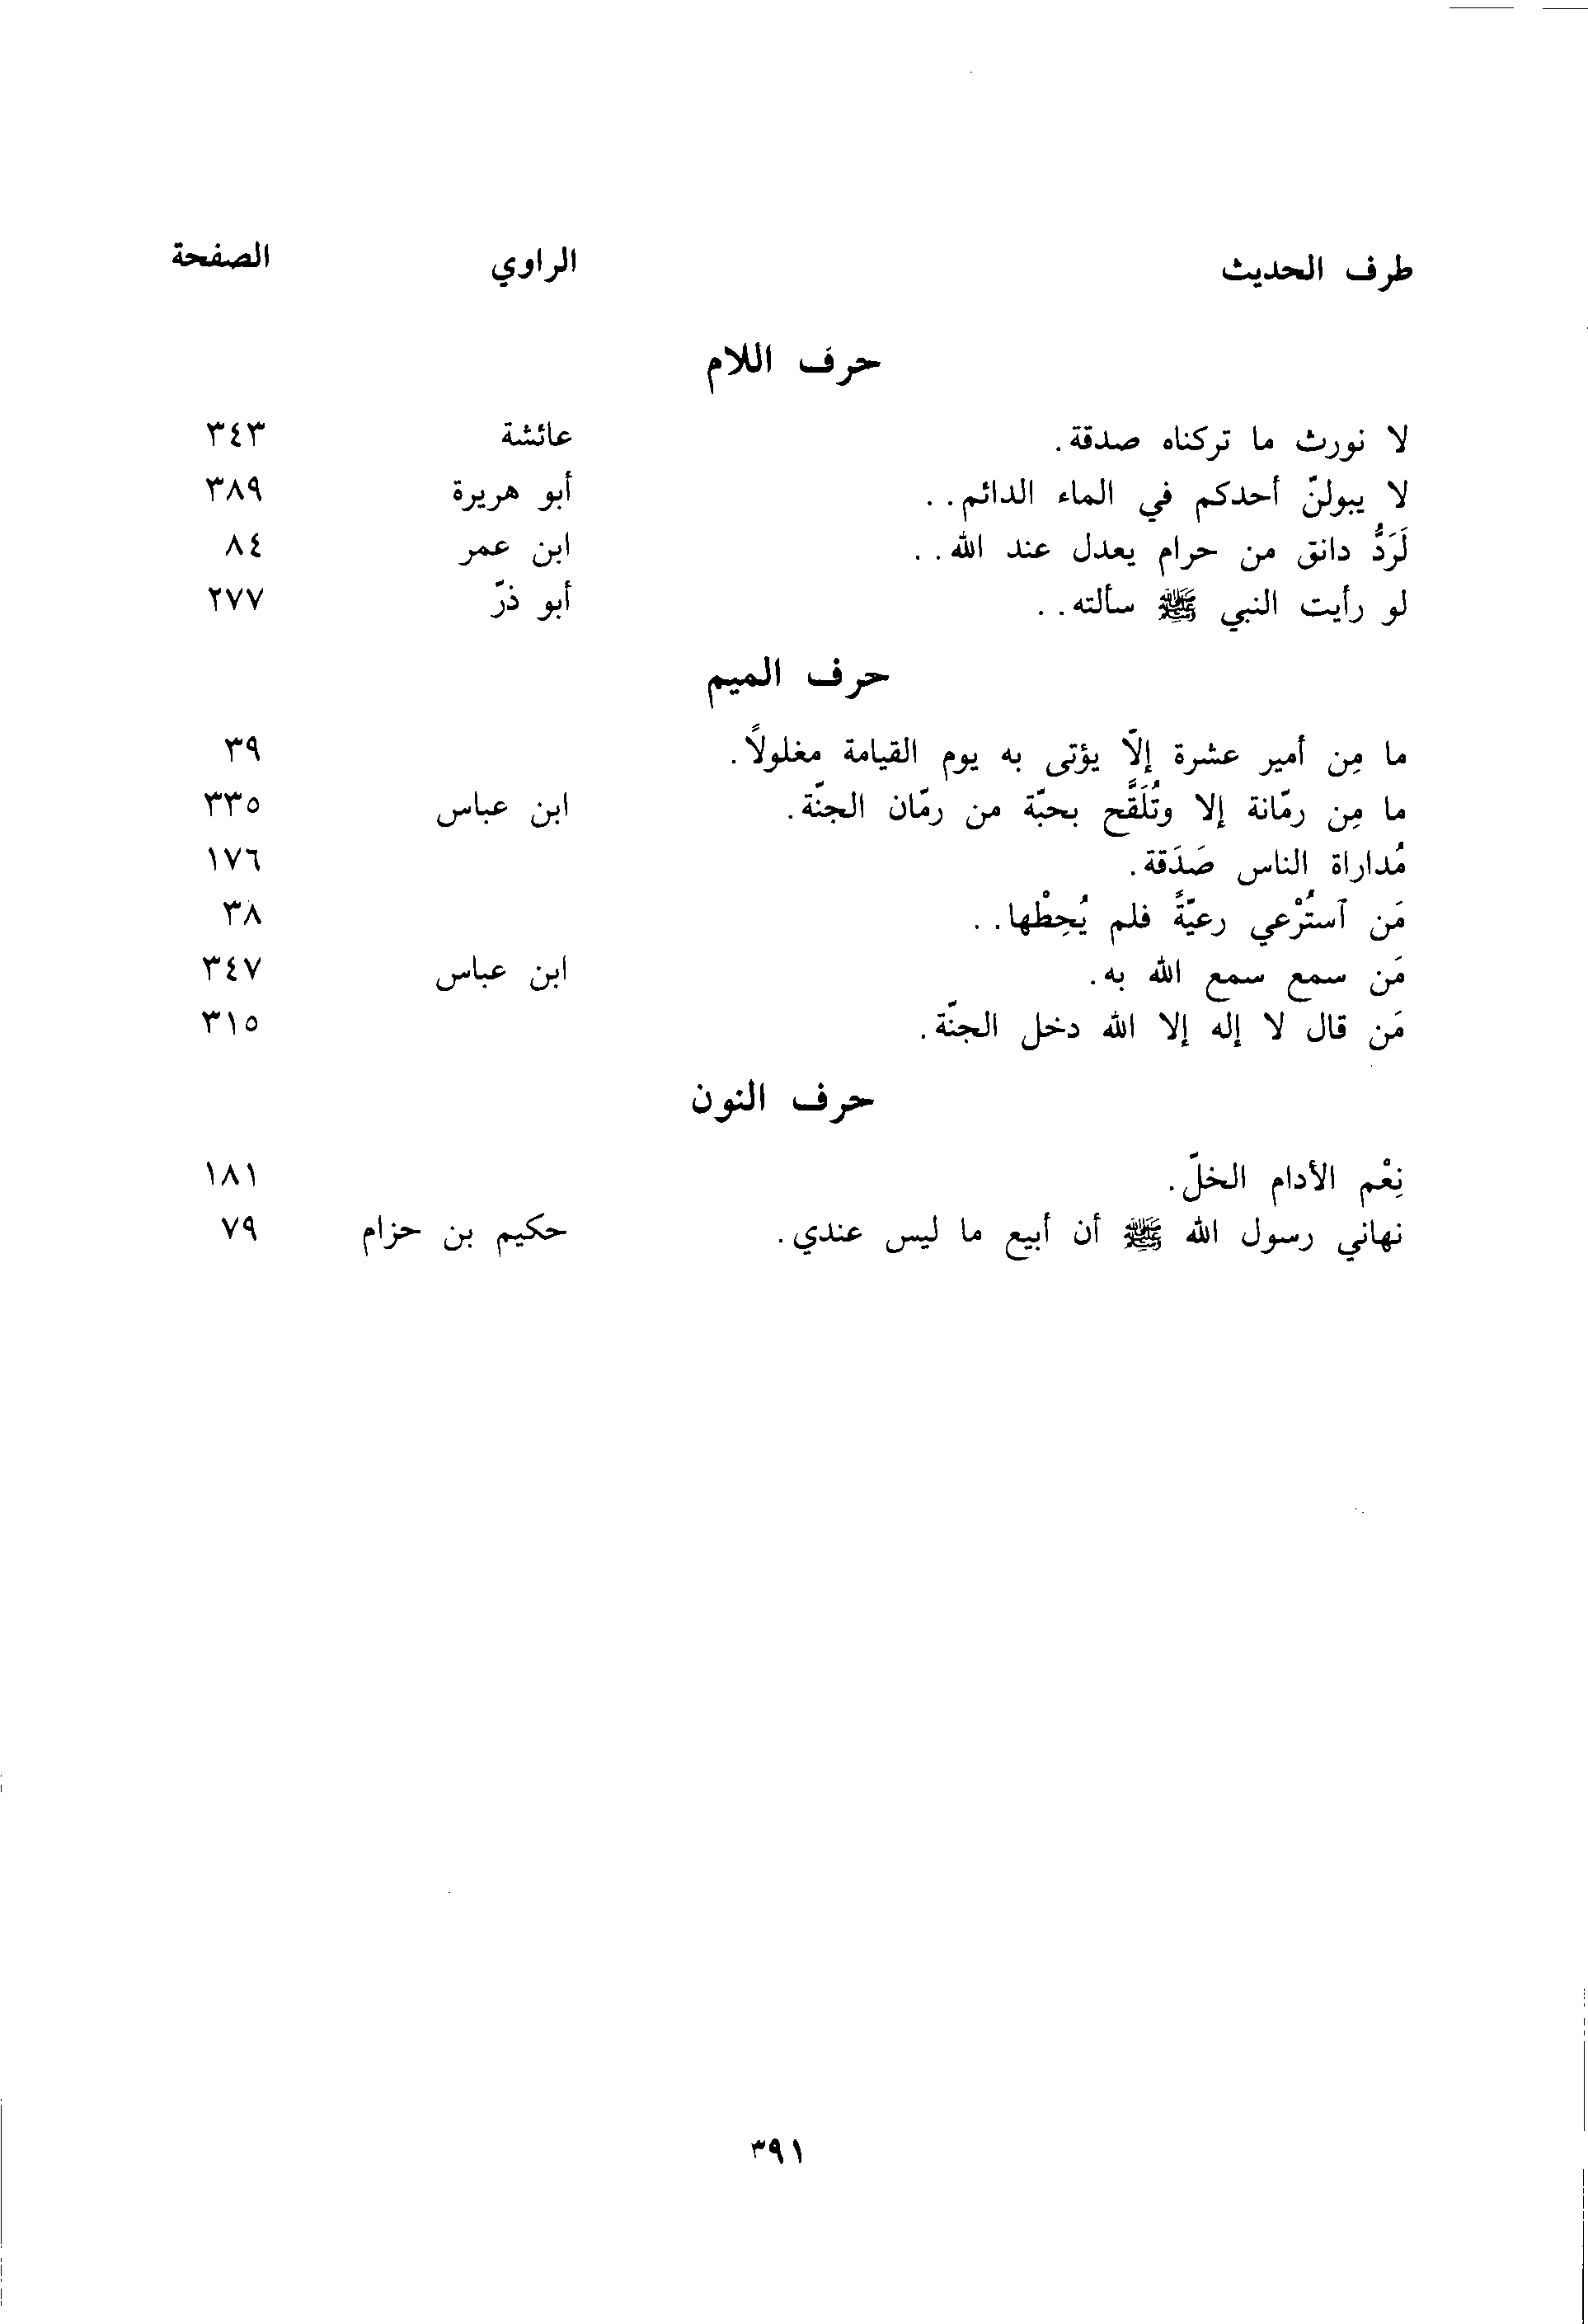 طرف الحديث الراوي الصفحة
حرف اللام
لا نورث ما تركناه صدقة. عائشة ٣٤٣
لا يبولنّ أحدكم في الماء الدائم.. أبو هريرة ٣٨٩
لَرَدُّ دانق من حرام يعدل عند الله.. ابن عمر ٨٤
لو رأيت النبي ﷺ سألته.. أبو ذرّ ٢٧٧
حرف الميم
ما مِن أمير عشرة إلّا يؤتى به يوم القيامة مغلولاً. ٣٩
ما مِن رمّانة إلا وتُلَقَّح بحبّة من رمّان الجنّة. ابن عباس ٣٣٥
مُداراة الناس صَدَقة. ١٧٦
مَن ٱستُرْعي رعيّةً فلم يُحِطْها.. ٣٨
مَن سمع سمع الله به. ابن عباس ٣٤٧
مَن قال لا إله إلا الله دخل الجنّة. ٣١٥
حرف النون
نِعْم الأدام الخلّ. ١٨١
نهاني رسول الله ﷺ أن أبيع ما ليس عندي. حكيم بن حزام ٧٩
٣٩١